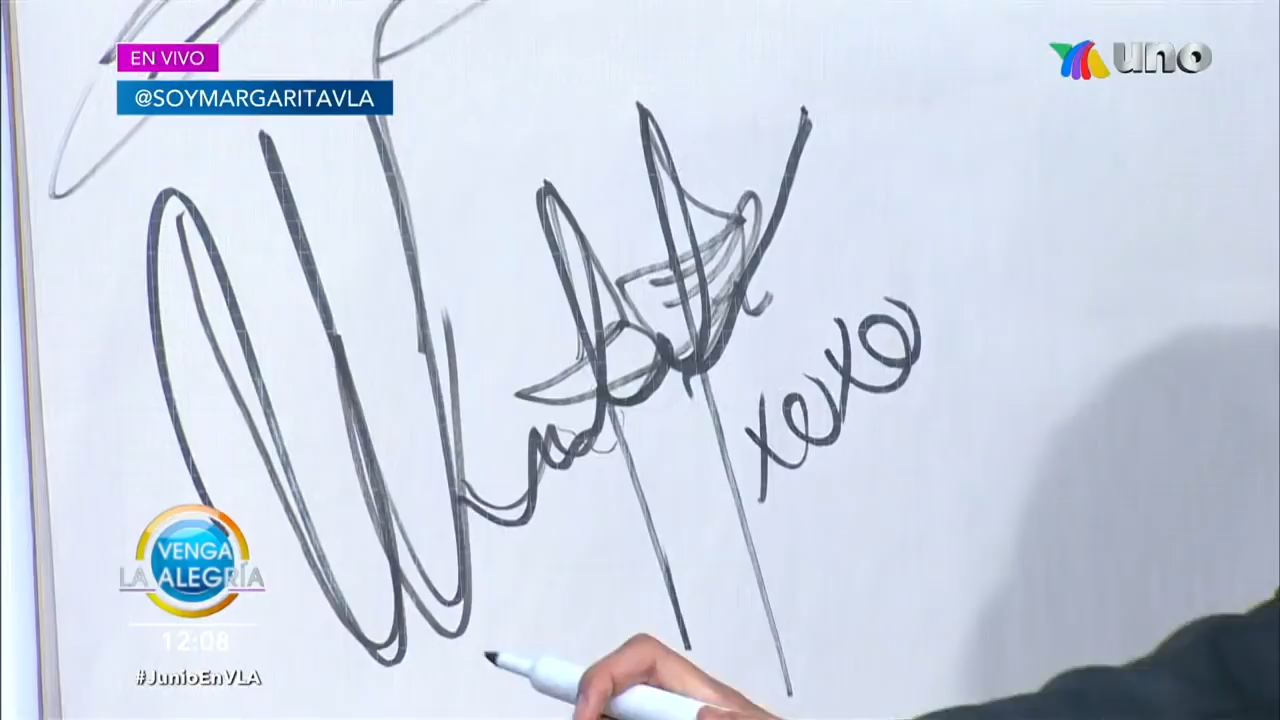 EN VIVO
@SOYMARGARITAVLA
uno
xoxo
VENGA
LA ALEGRÍA
12:08
#JunioEnVLA